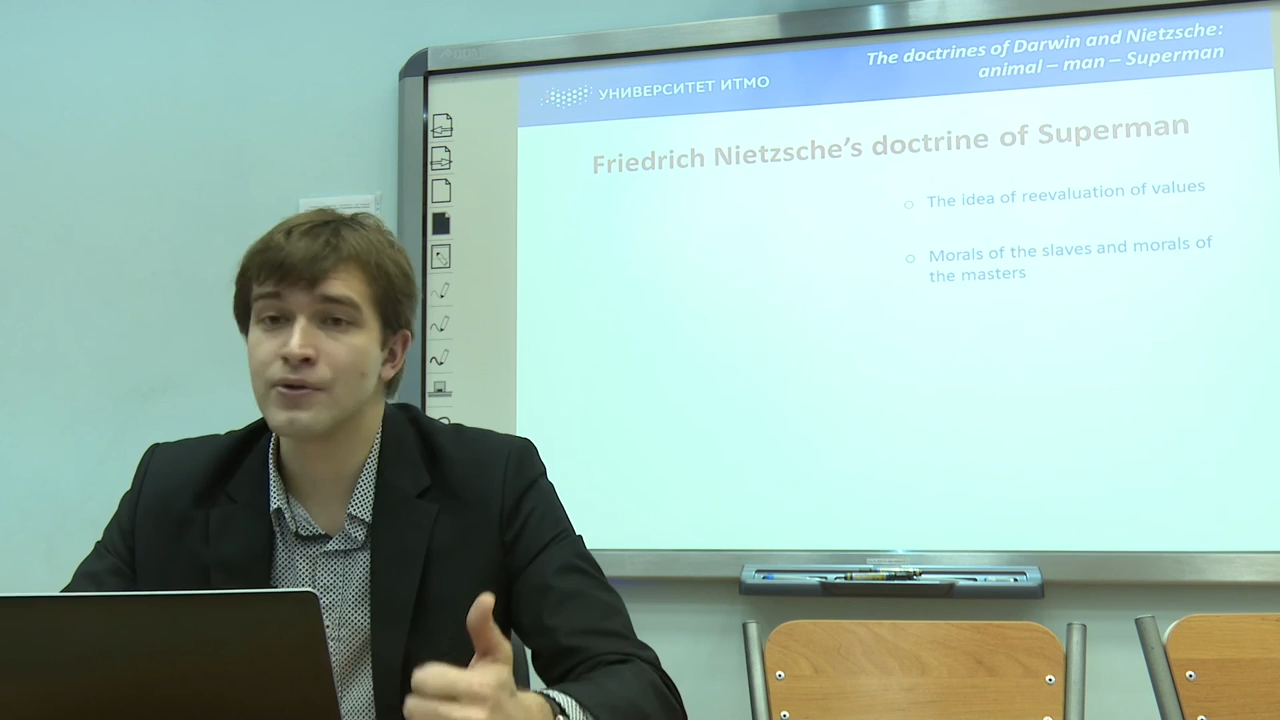 The doctrines of Darwin and Nietzsche:
animal – man – Superman
УНИВЕРСИТЕТ ИТМО
Friedrich Nietzsche's doctrine of Superman
The idea of reevaluation of values
Morals of the slaves and morals of
the masters